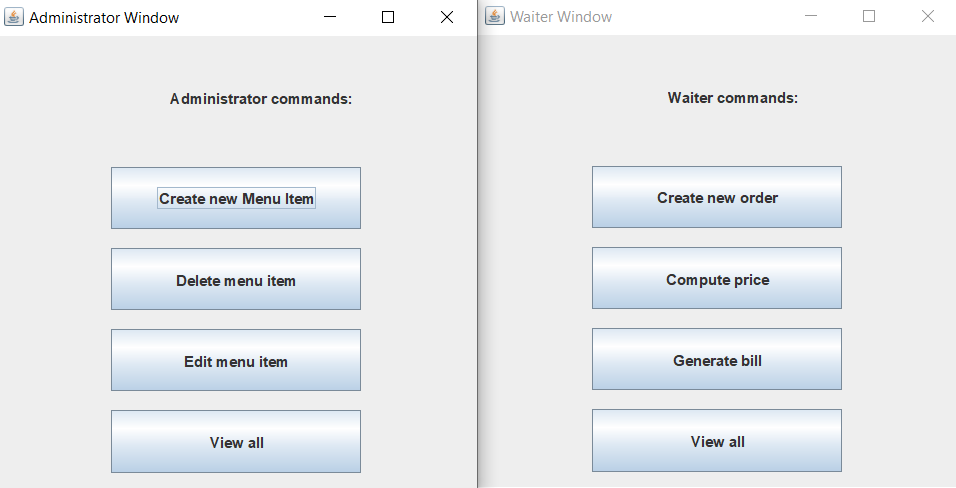 Administrator Window
Administrator commands:
Create new Menu Item
Delete menu item
Edit menu item
View all
Waiter Window
Waiter commands:
Create new order
Compute price
Generate bill
View all